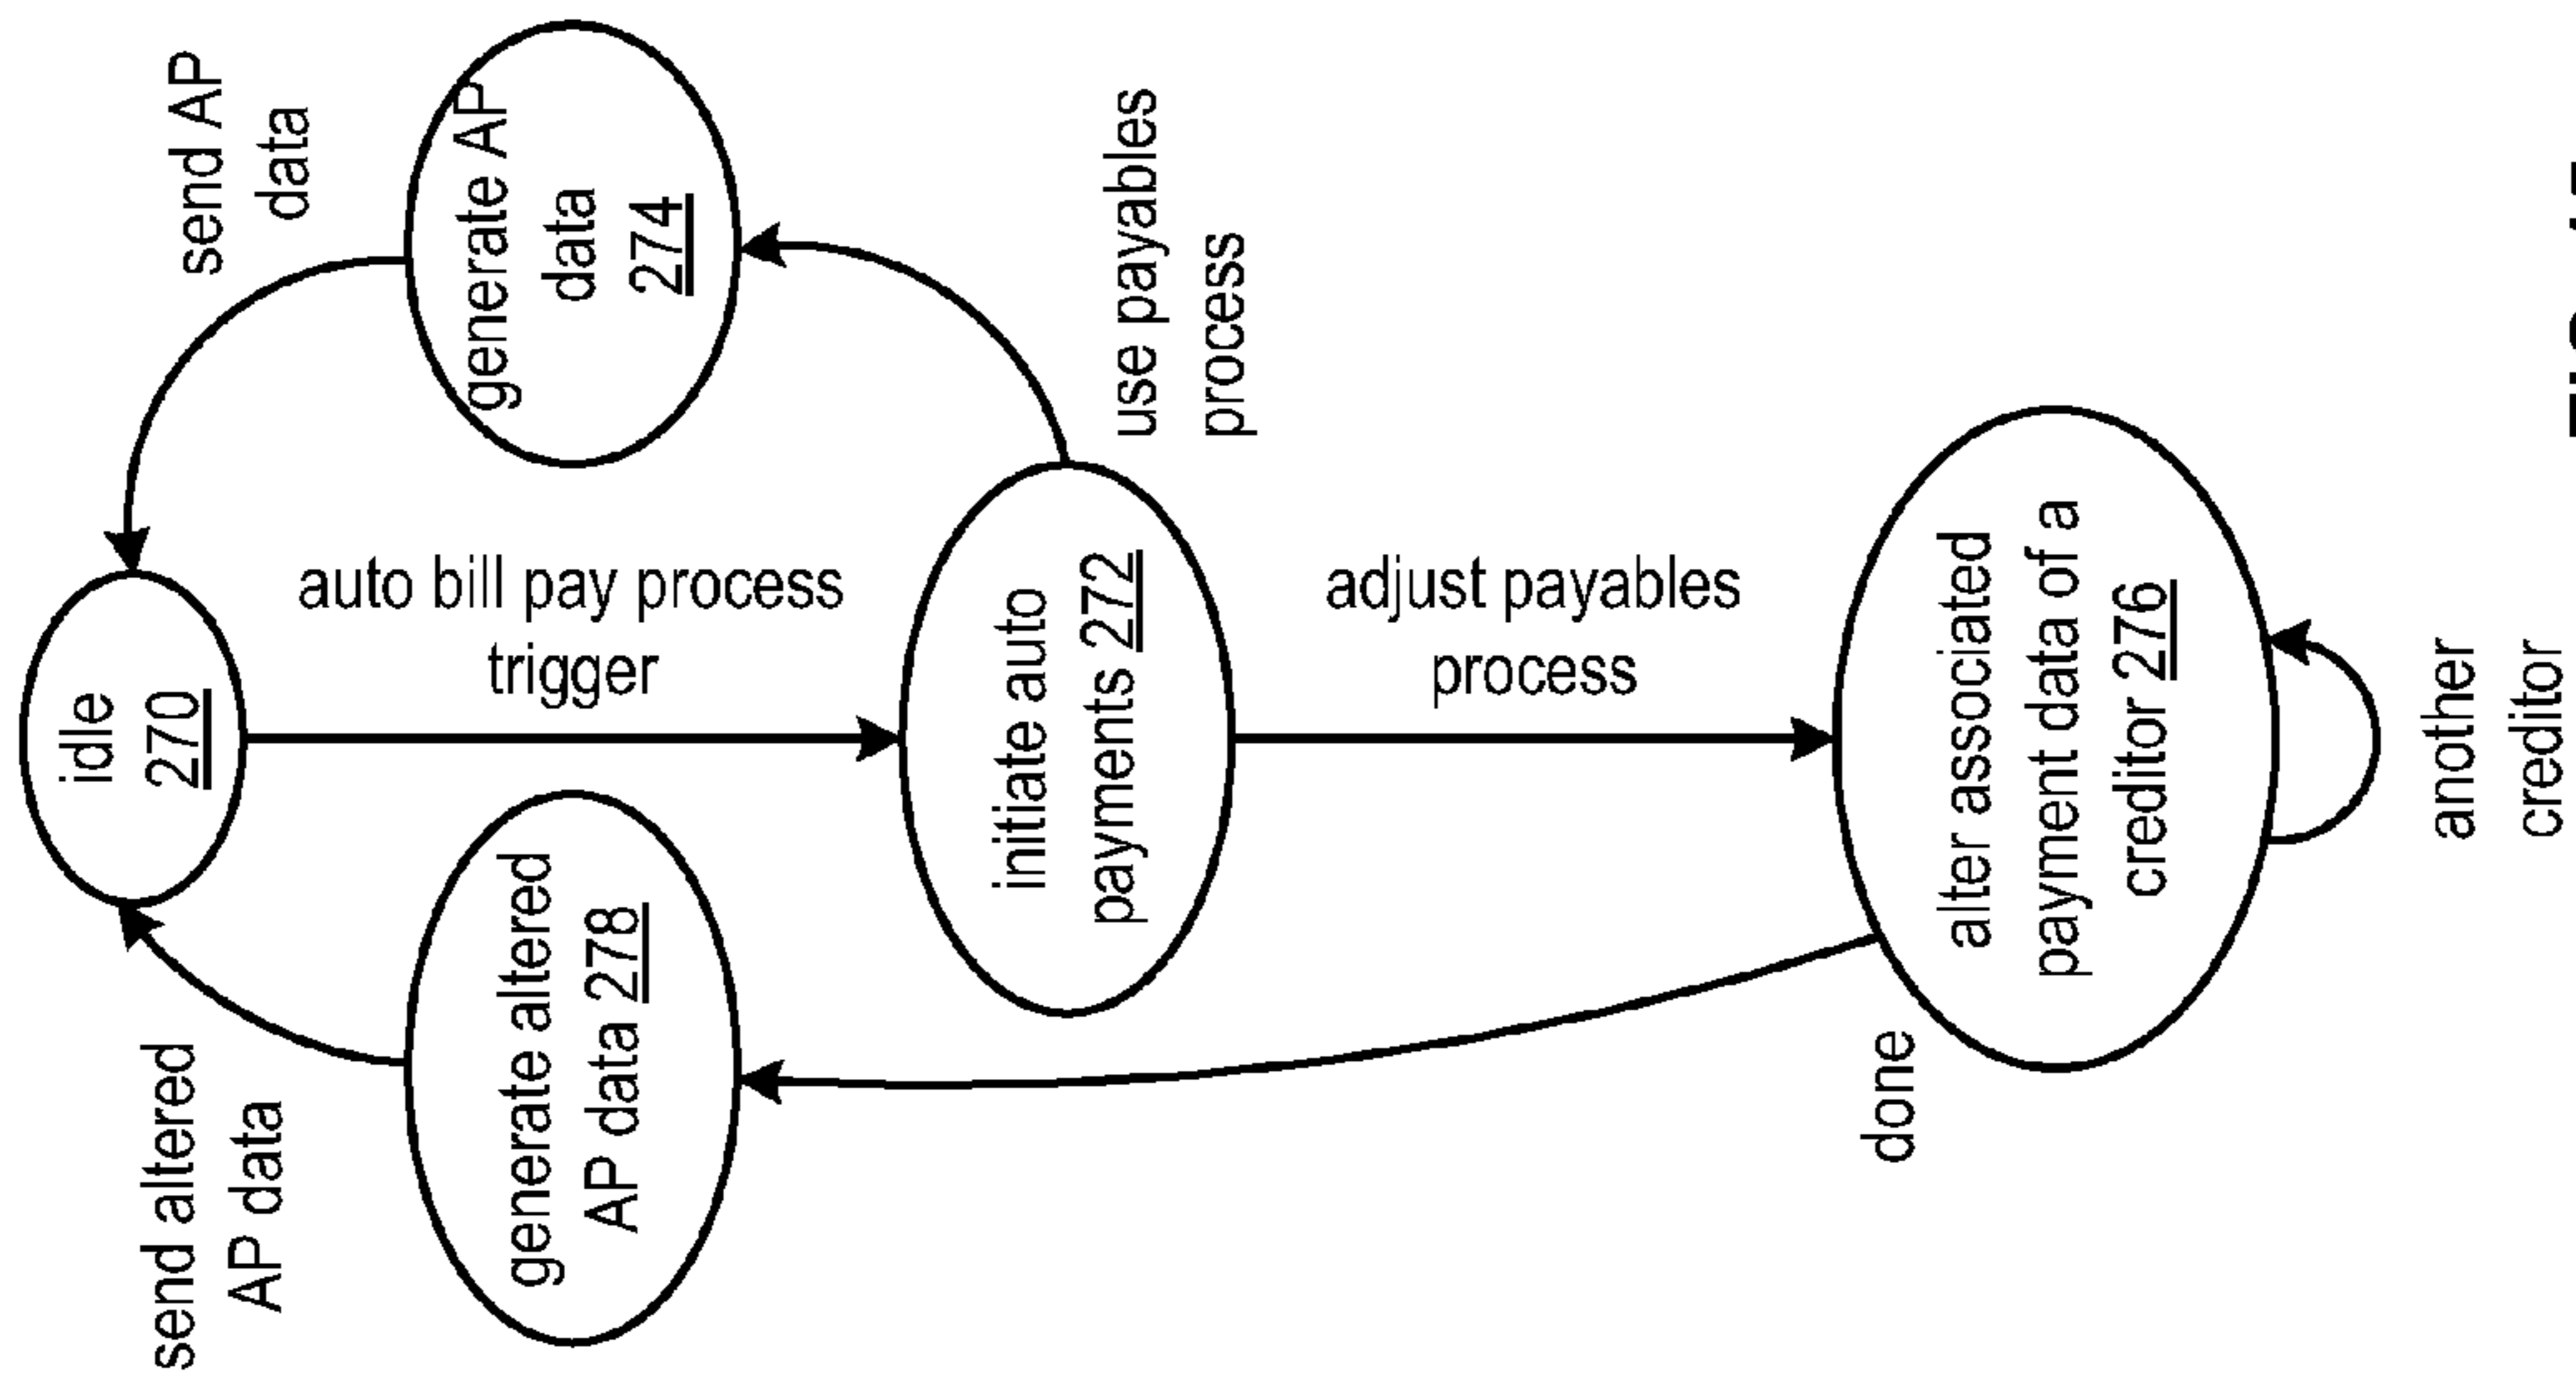 idle
270
auto bill pay process
trigger
send AP
data
generate AP
data
274
use payables
process
initiate auto
payments 272
adjust payables
process
alter associated
payment data of a
creditor 276
another
creditor
done
generate altered
AP data 278
send altered
AP data